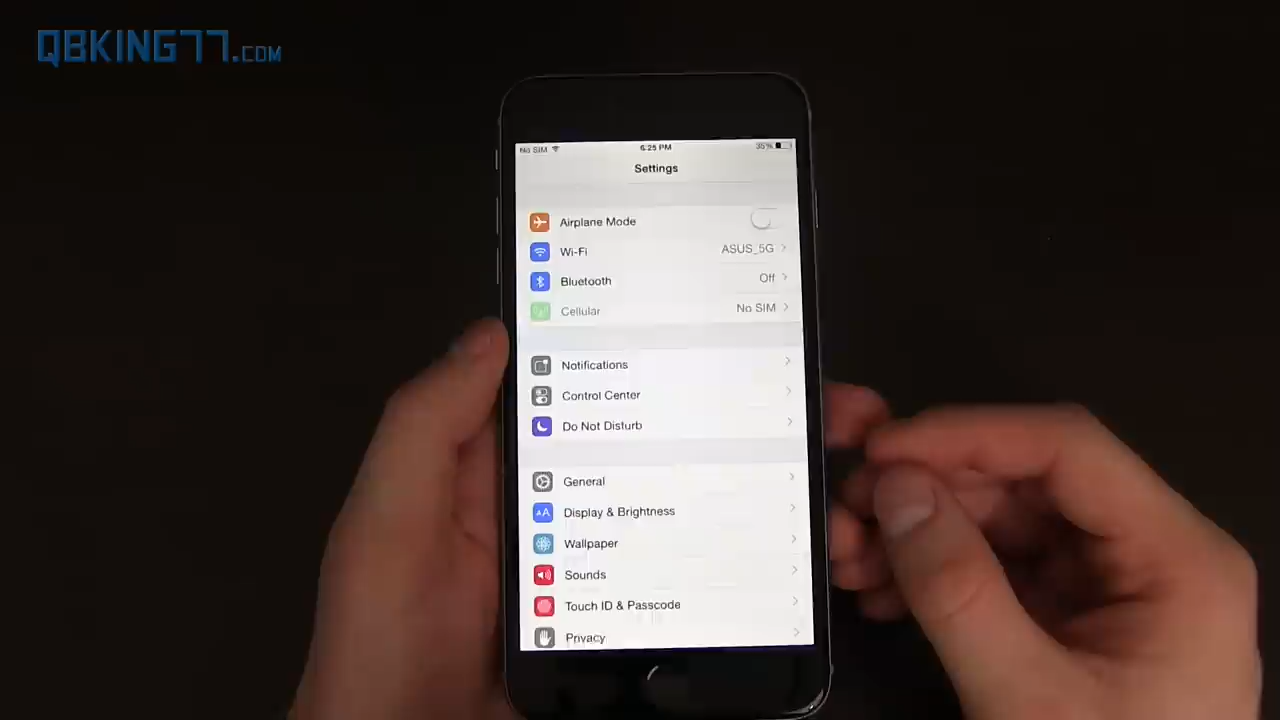 QBKING77.COM
No SIM 6:25 PM 35%
Settings
Airplane Mode
Wi-Fi ASUS_5G
Bluetooth Off
Cellular No SIM
Notifications
Control Center
Do Not Disturb
General
AA Display & Brightness
Wallpaper
Sounds
Touch ID & Passcode
Privacy